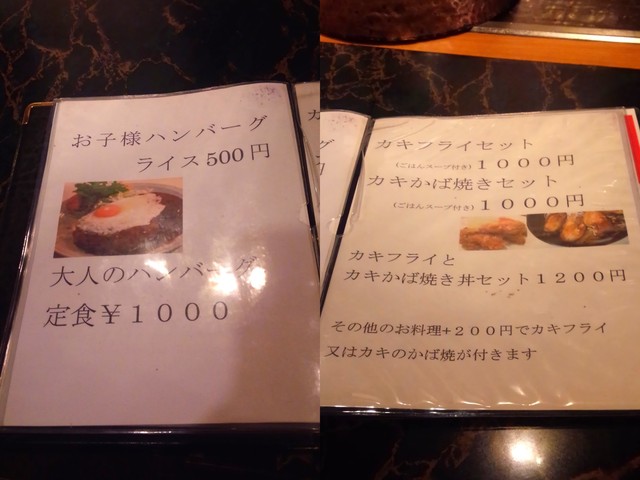 お子様ハンバーグ
ライス500円
大人のハンバーグ
定食￥１０００
カキフライセット
（ごはんスープ付き）１０００円
カキかば焼きセット
（ごはんスープ付き）１０００円
カキフライと
カキかば焼き丼セット１２００円
その他のお料理+２００円でカキフライ
又はカキのかば焼が付きます